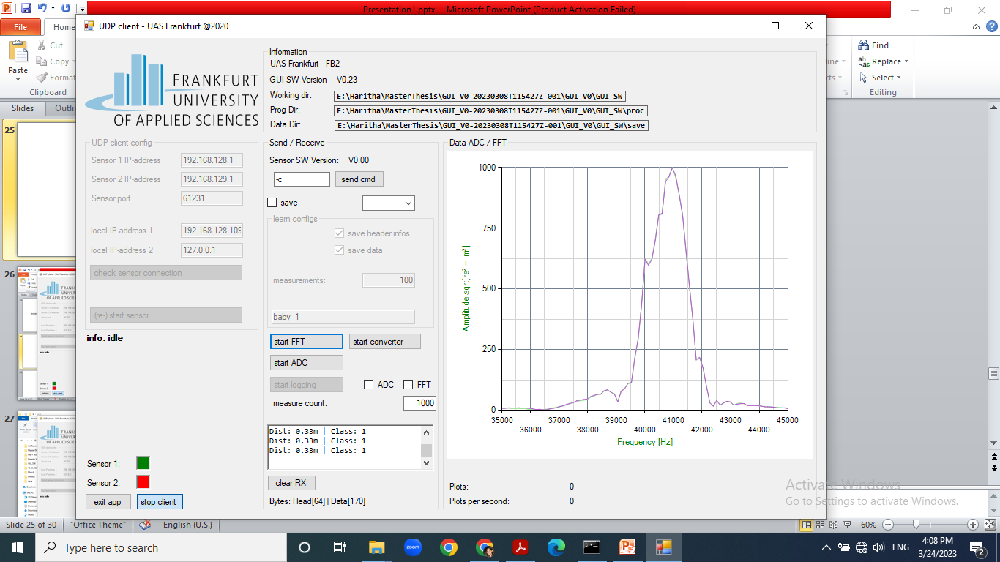 Presentation1.pptx - Microsoft PowerPoint (Product Activation Failed)
File
Home
Paste
Cut
Copy
Format
Clipboard
Find
Replace
Select
Editing
Slides
Outlin
25
26
27
UDP client - UAS Frankfurt @2020
FRANKFURT
UNIVERSITY
OF APPLIED SCIENCES
Information
UAS Frankfurt - FB2
GUI SW Version V0.23
Working dir: E:\Haritha\MasterThesis\GUI_V0-20230308T115427Z-001\GUI_V0\GUI_SW
Prog Dir: E:\Haritha\MasterThesis\GUI_V0-20230308T115427Z-001\GUI_V0\GUI_SW\proc
Data Dir: E:\Haritha\MasterThesis\GUI_V0-20230308T115427Z-001\GUI_V0\GUI_SW\save
UDP client config
Sensor 1 IP-address 192.168.128.1
Sensor 2 IP-address 192.168.129.1
Sensor port 61231
local IP-address 1 192.168.128.109
local IP-address 2 127.0.0.1
check sensor connection
(re-) start sensor
info: idle
Sensor 1:
Sensor 2:
exit app stop client
Send / Receive
Sensor SW Version: V0.00
-c send cmd
save
learn configs
save header infos
save data
measurements: 100
baby_1
start FFT start converter
start ADC
start logging ADC FFT
measure count: 1000
Dist: 0.33m | Class: 1
Dist: 0.33m | Class: 1
Dist: 0.33m | Class: 1
clear RX
Bytes: Head[64] | Data[170]
Data ADC / FFT
1000
750
500
250
0
Amplitude sqrt(re² + im²)
35000 37000 39000 41000 43000 45000
36000 38000 40000 42000 44000
Frequency [Hz]
Plots: 0
Plots per second: 0
Activate Windows
Go to Settings to activate Windows.
Slide 25 of 30 "Office Theme" English (U.S.) 60%
Type here to search
zoom
ENG
4:08 PM
3/24/2023
2